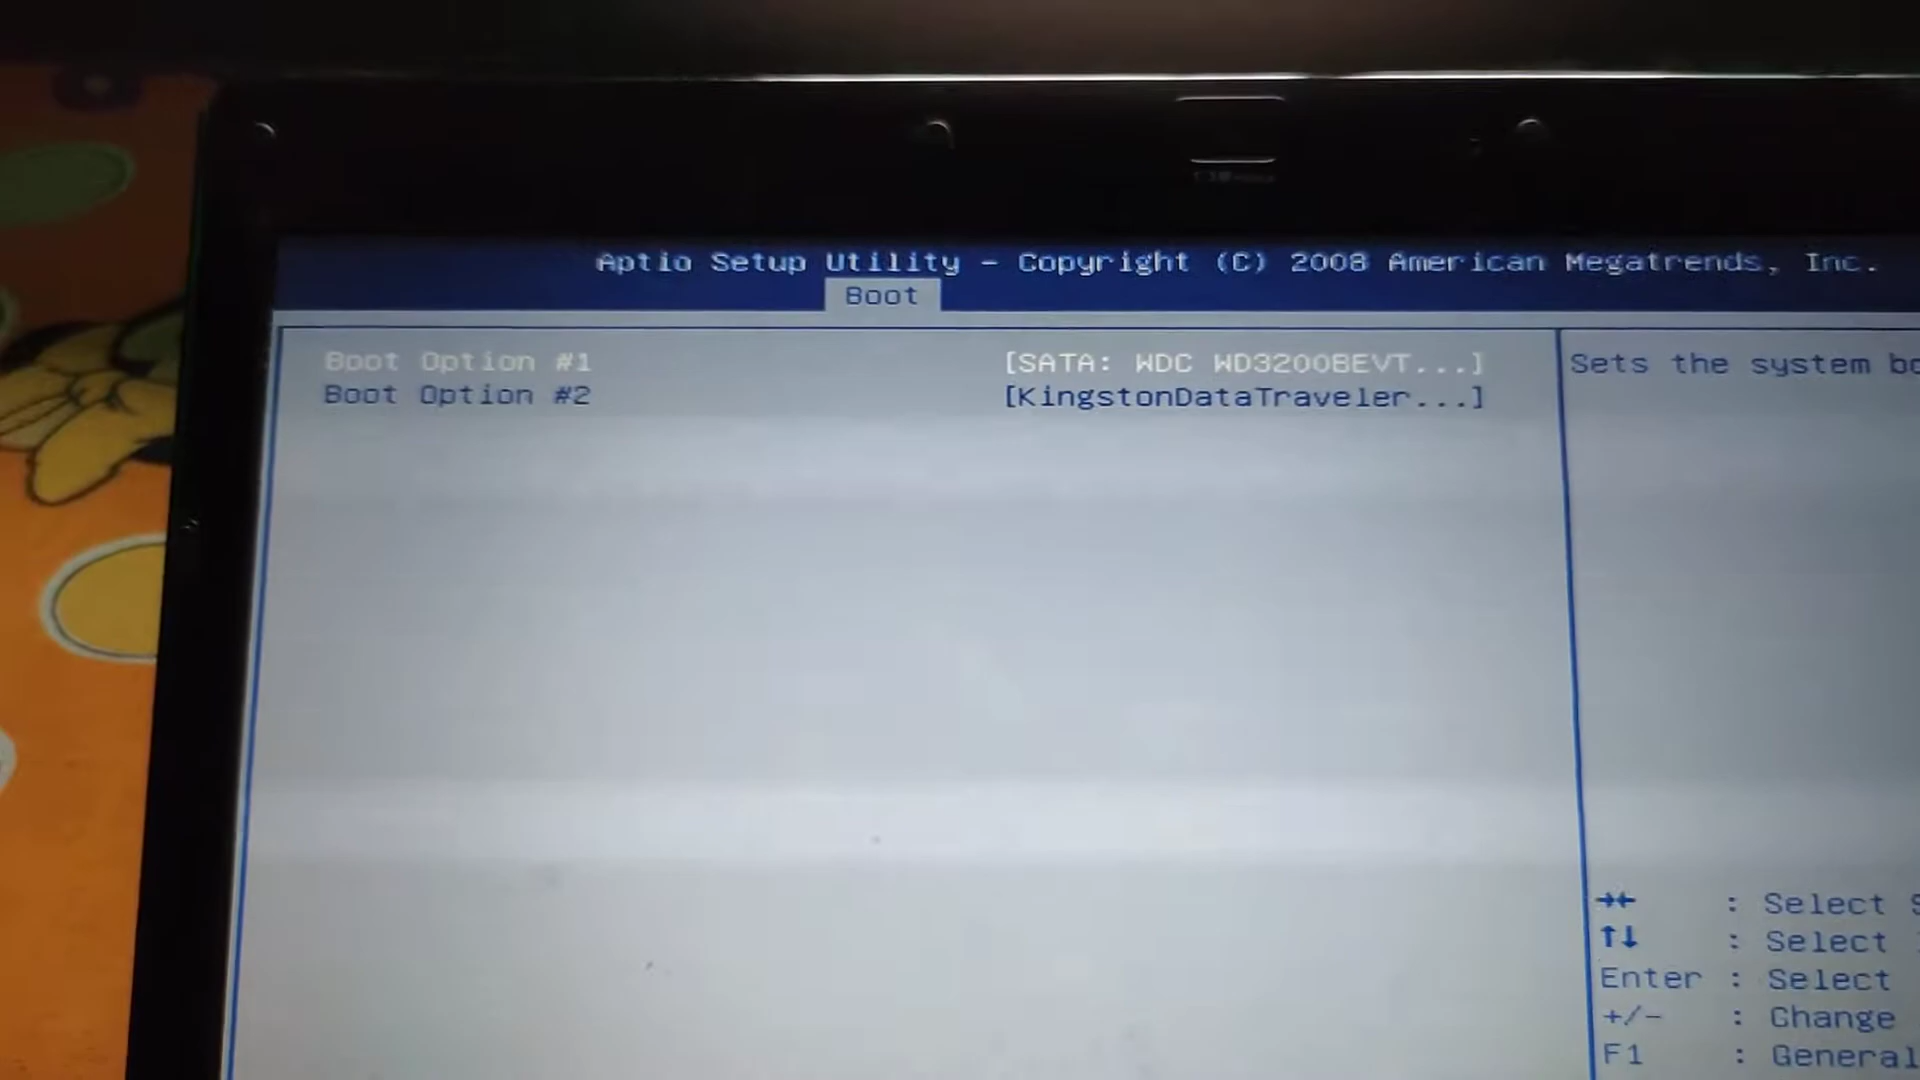 Aptio Setup Utility - Copyright (C) 2008 American Megatrends, Inc.
Boot
Boot Option #1 [SATA: WDC WD3200BEVT...]
Boot Option #2 [KingstonDataTraveler...]
Sets the system bo
→← : Select S
↑↓ : Select
Enter : Select
+/- : Change
F1 : General